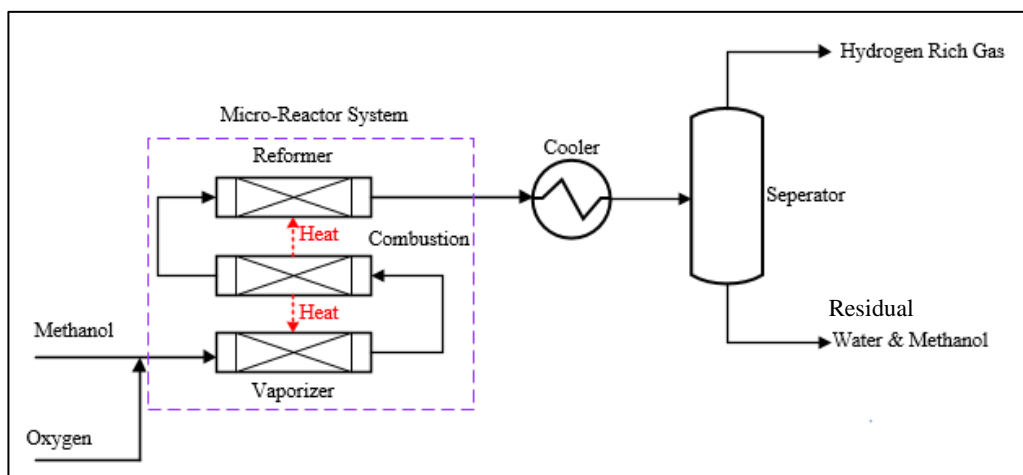 Hydrogen Rich Gas
Micro-Reactor System
Reformer
Cooler
Heat
Combustion
Seperator
Heat
Methanol
Residual
Water & Methanol
Vaporizer
Oxygen